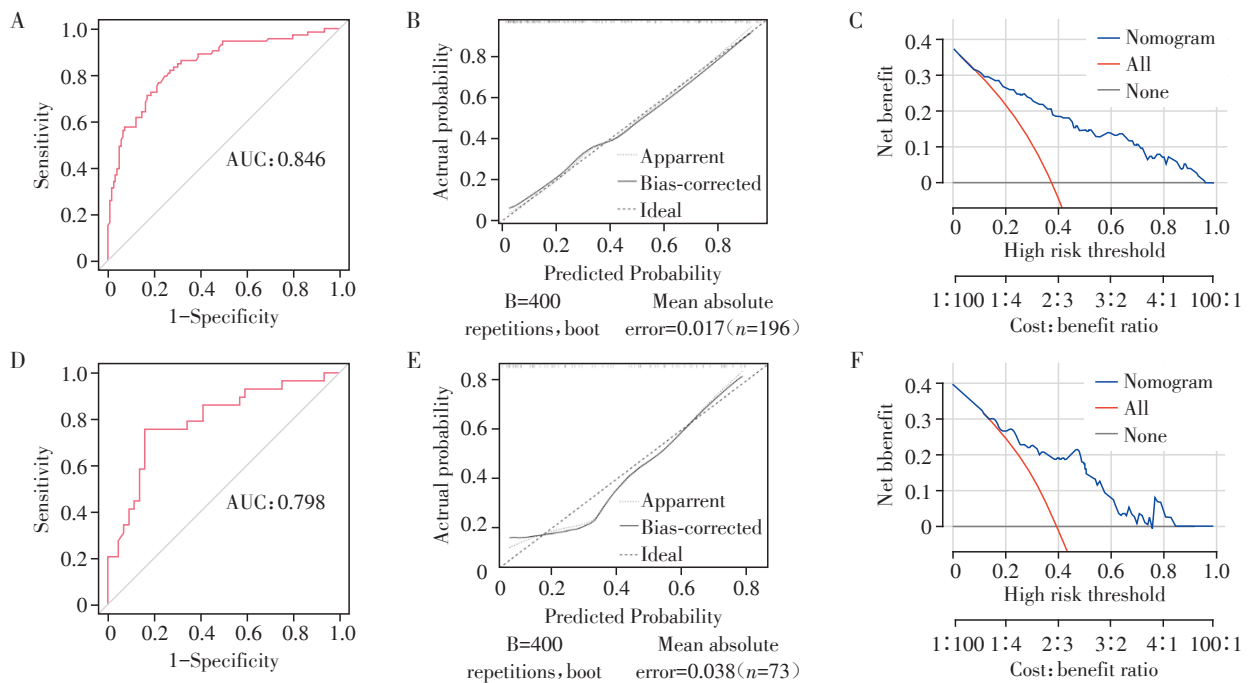 A
1.0
0.8
0.6
0.4
0.2
0
Sensitivity
AUC:0.846
0 0.2 0.4 0.6 0.8 1.0
1-Specificity
B
0.8
0.6
0.4
0.2
0
Actrual probability
Apparrent
Bias-corrected
Ideal
0 0.2 0.4 0.6 0.8
Predicted Probability
B=400 Mean absolute
repetitions, boot error=0.017(n=196)
C
0.4
0.3
0.2
0.1
0
Net benefit
Nomogram
All
None
0 0.2 0.4 0.6 0.8 1.0
High risk threshold
1:100 1:4 2:3 3:2 4:1 100:1
Cost: benefit ratio
D
1.0
0.8
0.6
0.4
0.2
0
Sensitivity
AUC:0.798
0 0.2 0.4 0.6 0.8 1.0
1-Specificity
E
0.8
0.6
0.4
0.2
0
Actrual probability
Apparrent
Bias-corrected
Ideal
0 0.2 0.4 0.6 0.8
Predicted Probability
B=400 Mean absolute
repetitions, boot error=0.038(n=73)
F
0.4
0.3
0.2
0.1
0
Net bbenefit
Nomogram
All
None
0 0.2 0.4 0.6 0.8 1.0
High risk threshold
1:100 1:4 2:3 3:2 4:1 100:1
Cost: benefit ratio